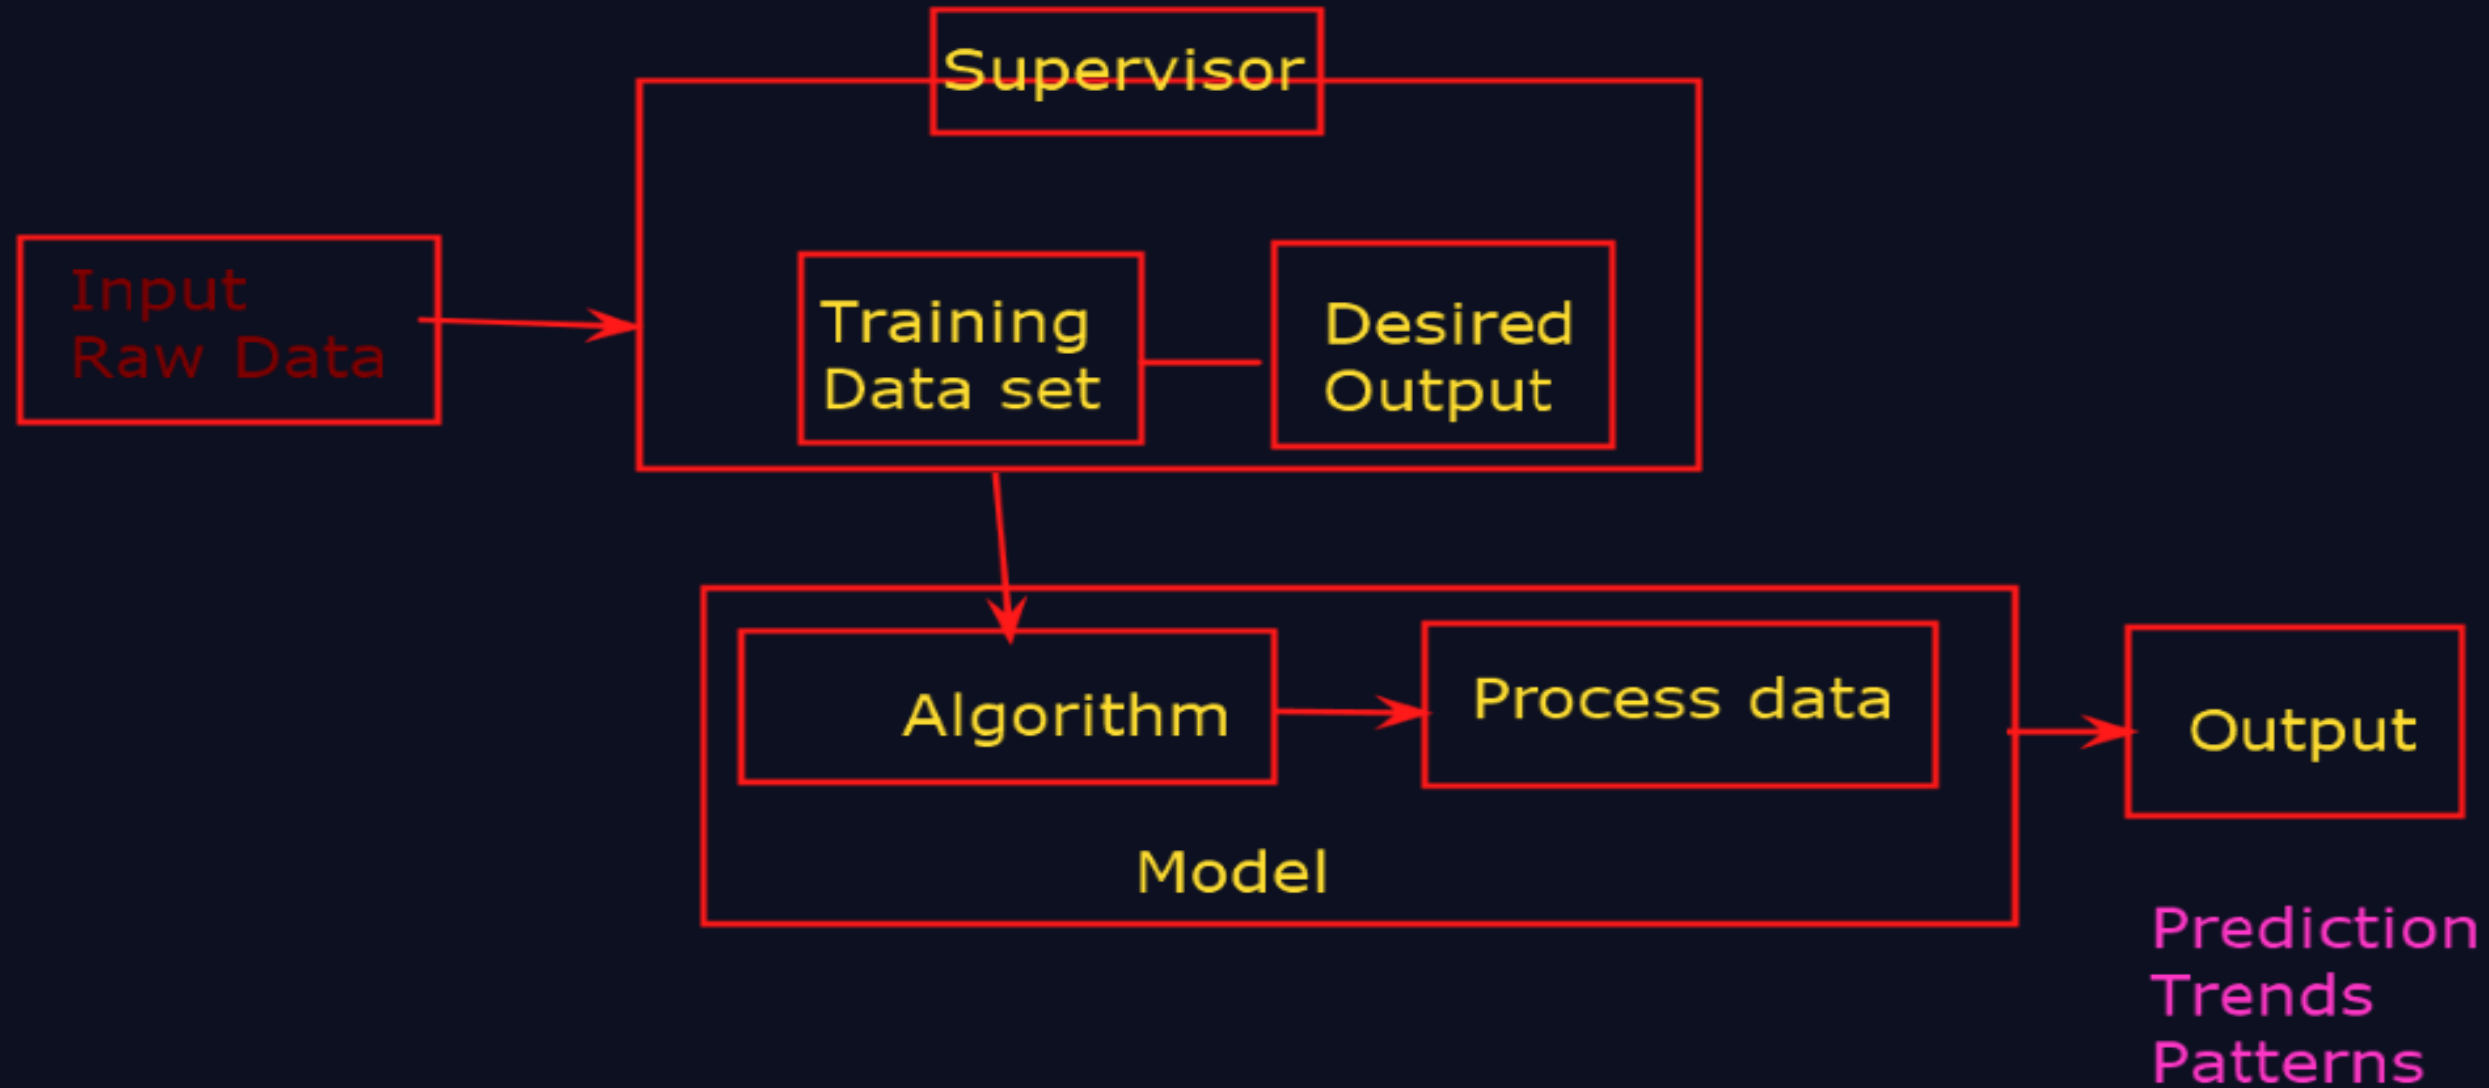 Supervisor
Input
Raw Data
Training
Data set
Desired
Output
Algorithm
Process data
Output
Model
Prediction
Trends
Patterns